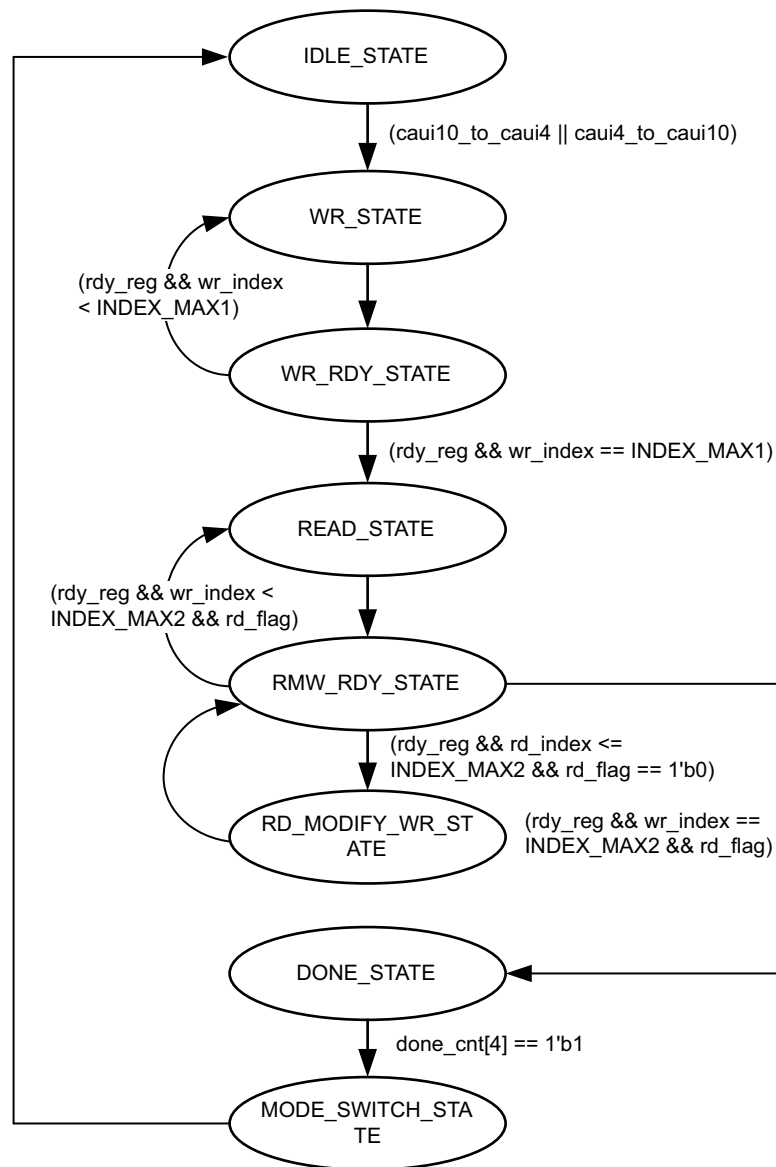 IDLE_STATE
(caui10_to_caui4 || caui4_to_caui10)
WR_STATE
(rdy_reg && wr_index
< INDEX_MAX1)
WR_RDY_STATE
(rdy_reg && wr_index == INDEX_MAX1)
READ_STATE
(rdy_reg && wr_index <
INDEX_MAX2 && rd_flag)
RMW_RDY_STATE
(rdy_reg && rd_index <=
INDEX_MAX2 && rd_flag == 1'b0)
RD_MODIFY_WR_ST
ATE
(rdy_reg && wr_index ==
INDEX_MAX2 && rd_flag)
DONE_STATE
done_cnt[4] == 1'b1
MODE_SWITCH_STA
TE